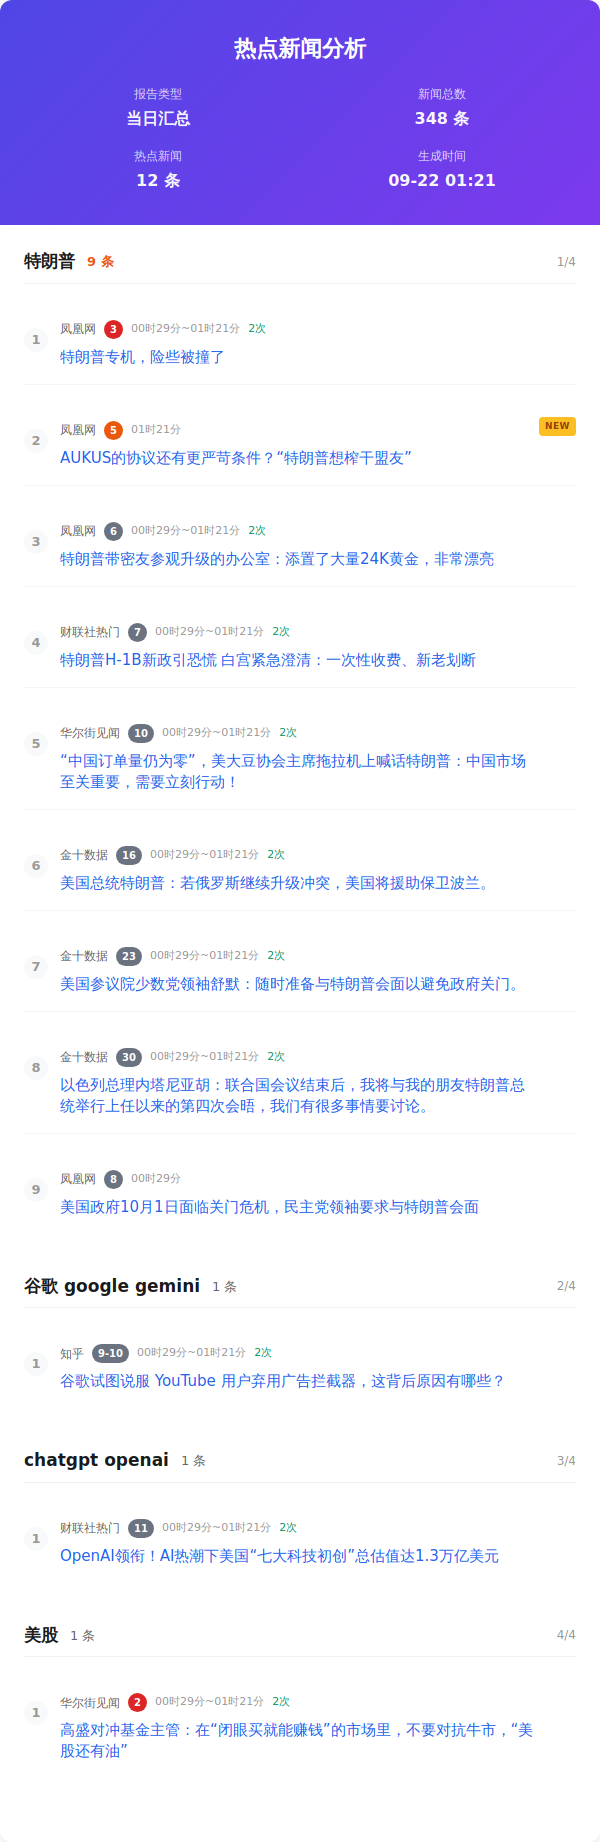 热点新闻分析
报告类型
当日汇总
新闻总数
348 条
热点新闻
12 条
生成时间
09-22 01:21
特朗普 9 条 1/4
1
凤凰网 3 00时29分~01时21分 2次
特朗普专机，险些被撞了
2
凤凰网 5 01时21分 NEW
AUKUS的协议还有更严苛条件？“特朗普想榨干盟友”
3
凤凰网 6 00时29分~01时21分 2次
特朗普带密友参观升级的办公室：添置了大量24K黄金，非常漂亮
4
财联社热门 7 00时29分~01时21分 2次
特朗普H-1B新政引恐慌 白宫紧急澄清：一次性收费、新老划断
5
华尔街见闻 10 00时29分~01时21分 2次
“中国订单量仍为零”，美大豆协会主席拖拉机上喊话特朗普：中国市场
至关重要，需要立刻行动！
6
金十数据 16 00时29分~01时21分 2次
美国总统特朗普：若俄罗斯继续升级冲突，美国将援助保卫波兰。
7
金十数据 23 00时29分~01时21分 2次
美国参议院少数党领袖舒默：随时准备与特朗普会面以避免政府关门。
8
金十数据 30 00时29分~01时21分 2次
以色列总理内塔尼亚胡：联合国会议结束后，我将与我的朋友特朗普总
统举行上任以来的第四次会晤，我们有很多事情要讨论。
9
凤凰网 8 00时29分
美国政府10月1日面临关门危机，民主党领袖要求与特朗普会面
谷歌 google gemini 1 条 2/4
1
知乎 9-10 00时29分~01时21分 2次
谷歌试图说服 YouTube 用户弃用广告拦截器，这背后原因有哪些？
chatgpt openai 1 条 3/4
1
财联社热门 11 00时29分~01时21分 2次
OpenAI领衔！AI热潮下美国“七大科技初创”总估值达1.3万亿美元
美股 1 条 4/4
1
华尔街见闻 2 00时29分~01时21分 2次
高盛对冲基金主管：在“闭眼买就能赚钱”的市场里，不要对抗牛市，“美
股还有油”